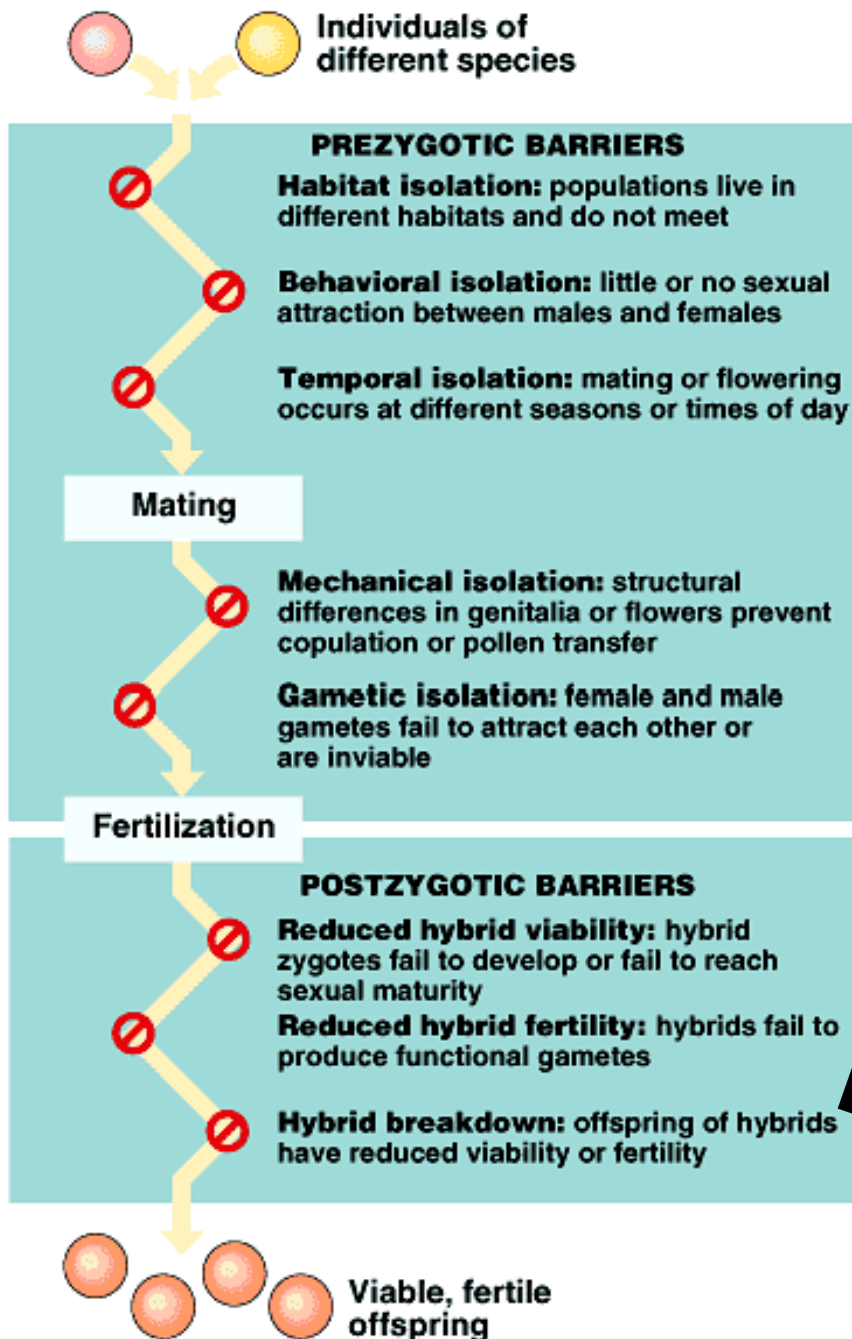 Individuals of
different species
PREZYGOTIC BARRIERS
Habitat isolation: populations live in
different habitats and do not meet
Behavioral isolation: little or no sexual
attraction between males and females
Temporal isolation: mating or flowering
occurs at different seasons or times of day
Mating
Mechanical isolation: structural
differences in genitalia or flowers prevent
copulation or pollen transfer
Gametic isolation: female and male
gametes fail to attract each other or
are inviable
Fertilization
POSTZYGOTIC BARRIERS
Reduced hybrid viability: hybrid
zygotes fail to develop or fail to reach
sexual maturity
Reduced hybrid fertility: hybrids fail to
produce functional gametes
Hybrid breakdown: offspring of hybrids
have reduced viability or fertility
Viable, fertile
offspring